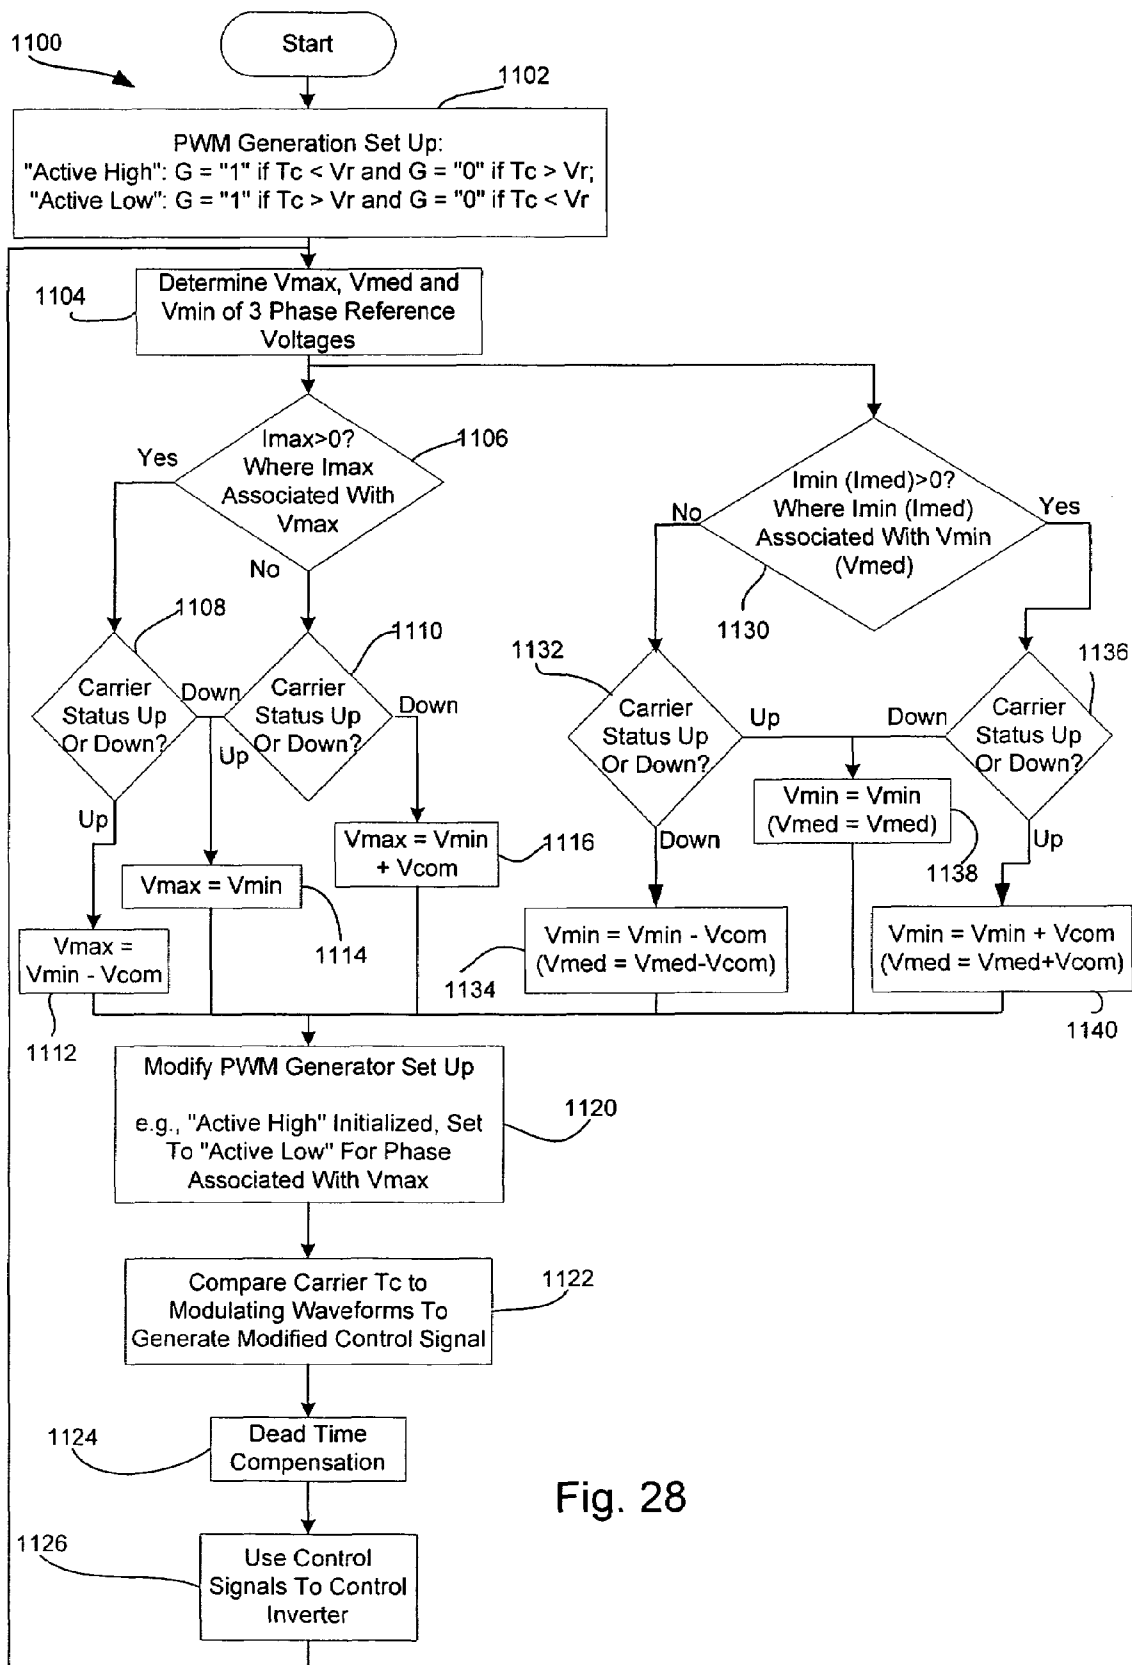 1100
Start
1102
PWM Generation Set Up:
"Active High": G = "1" if Tc < Vr and G = "0" if Tc > Vr;
"Active Low": G = "1" if Tc > Vr and G = "0" if Tc < Vr
1104
Determine Vmax, Vmed and
Vmin of 3 Phase Reference
Voltages
Imax>0?
Where Imax
Associated With
Vmax
1106
Yes
No
Imin (Imed)>0?
Where Imin (Imed)
Associated With Vmin
(Vmed)
1130
No
Yes
1108
Carrier
Status Up
Or Down?
Down
Up
1110
Carrier
Status Up
Or Down?
Up
Down
1132
Carrier
Status Up
Or Down?
Up
Down
1136
Carrier
Status Up
Or Down?
Down
Up
Vmax =
Vmin - Vcom
1112
Vmax = Vmin
1114
Vmax = Vmin
+ Vcom
1116
Vmin = Vmin - Vcom
(Vmed = Vmed-Vcom)
1134
Vmin = Vmin
(Vmed = Vmed)
1138
Vmin = Vmin + Vcom
(Vmed = Vmed+Vcom)
1140
Modify PWM Generator Set Up
e.g., "Active High" Initialized, Set
To "Active Low" For Phase
Associated With Vmax
1120
Compare Carrier Tc to
Modulating Waveforms To
Generate Modified Control Signal
1122
1124
Dead Time
Compensation
1126
Use Control
Signals To Control
Inverter
Fig. 28